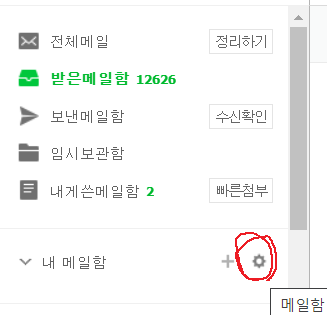 전체메일 정리하기
받은메일함 12626
보낸메일함 수신확인
임시보관함
내게쓴메일함 2 빠른첨부
내 메일함
메일함